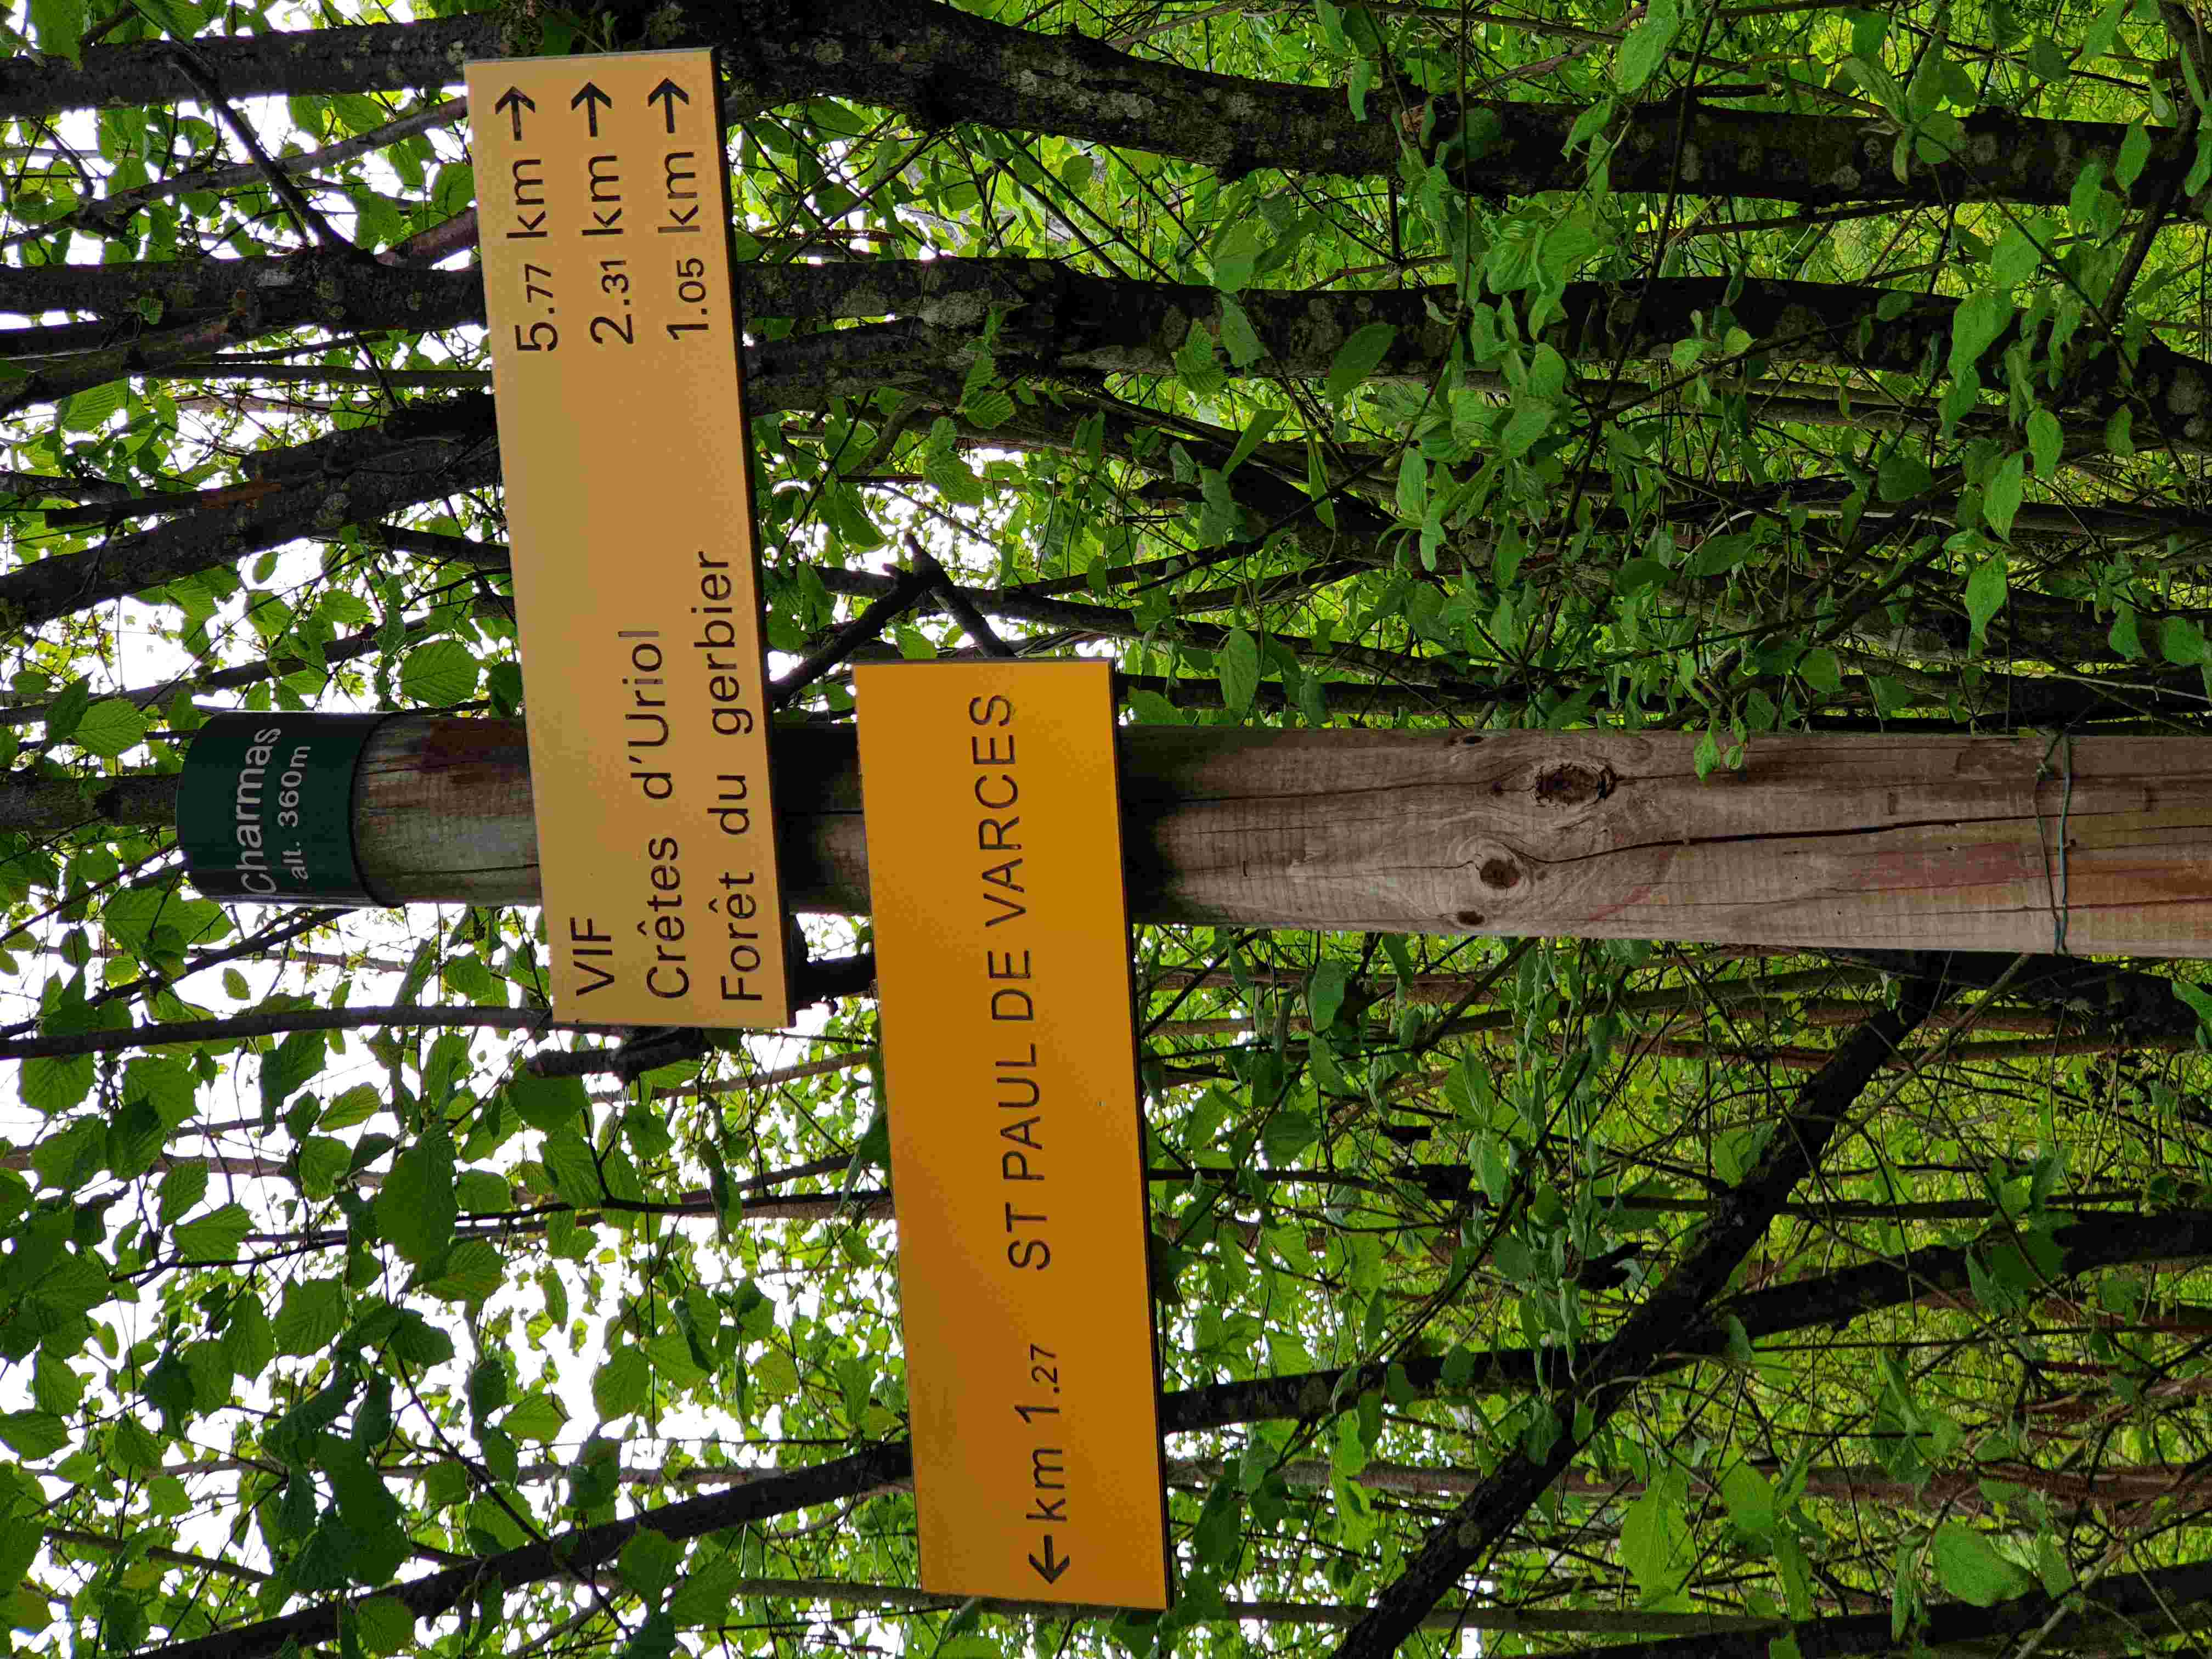 Charmas
alt. 360m
VIF 5.77 km →
Crêtes d'Uriol 2.31 km →
Forêt du gerbier 1.05 km →
← km 1.27 ST PAUL DE VARCES